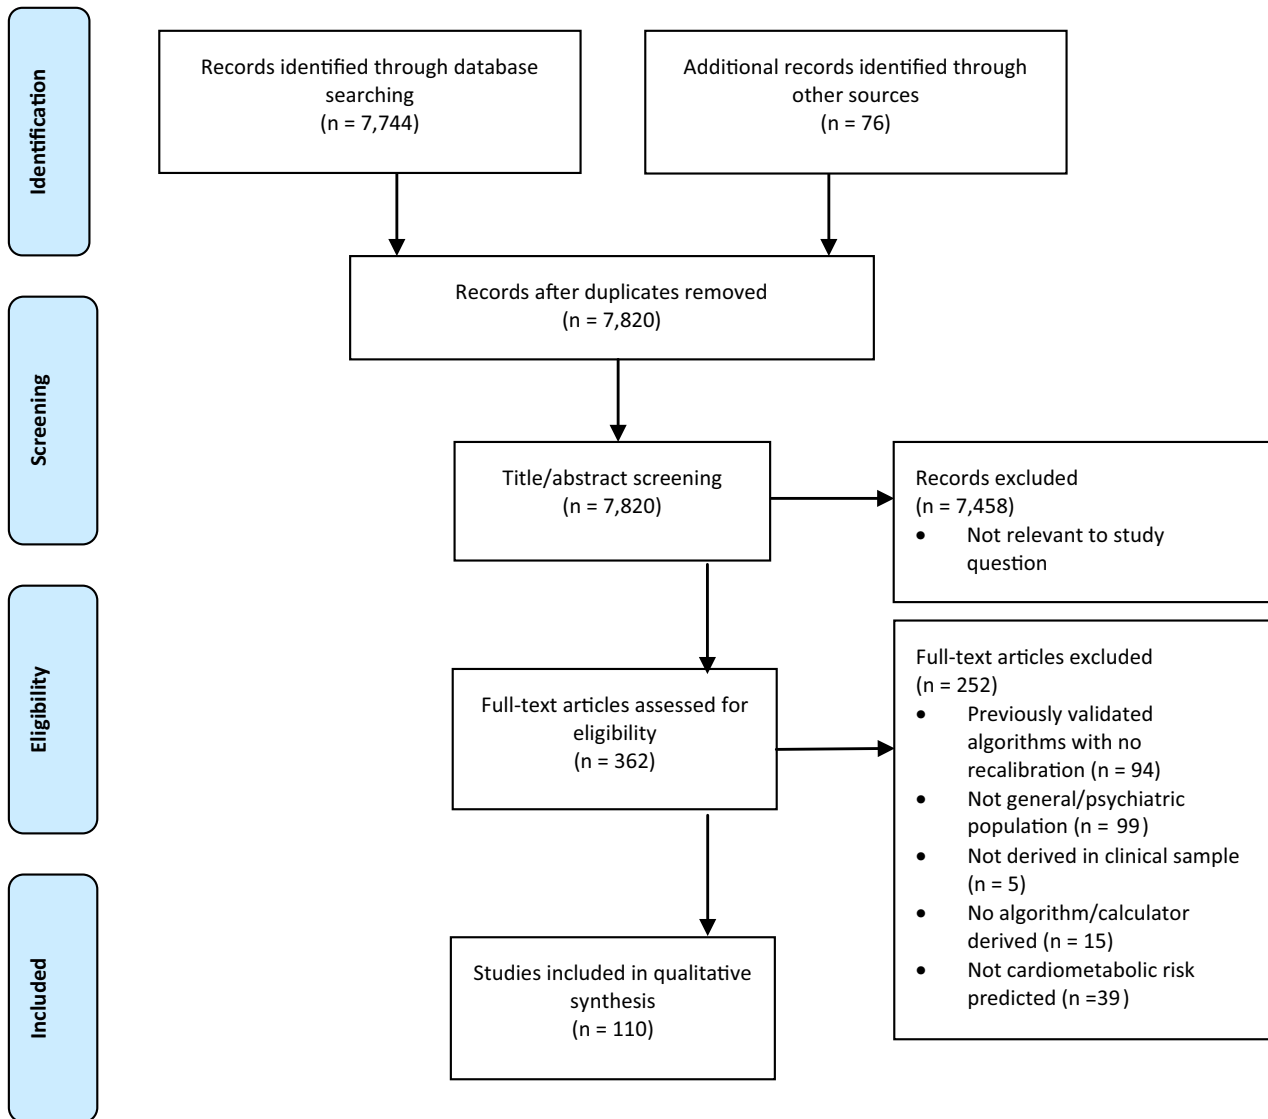 Identification
Records identified through database
searching
(n = 7,744)
Additional records identified through
other sources
(n = 76)
Records after duplicates removed
(n = 7,820)
Screening
Title/abstract screening
(n = 7,820)
Records excluded
(n = 7,458)
• Not relevant to study
question
Eligibility
Full-text articles assessed for
eligibility
(n = 362)
Full-text articles excluded
(n = 252)
• Previously validated
algorithms with no
recalibration (n = 94)
• Not general/psychiatric
population (n = 99)
• Not derived in clinical sample
(n = 5)
• No algorithm/calculator
derived (n = 15)
• Not cardiometabolic risk
predicted (n =39)
Included
Studies included in qualitative
synthesis
(n = 110)